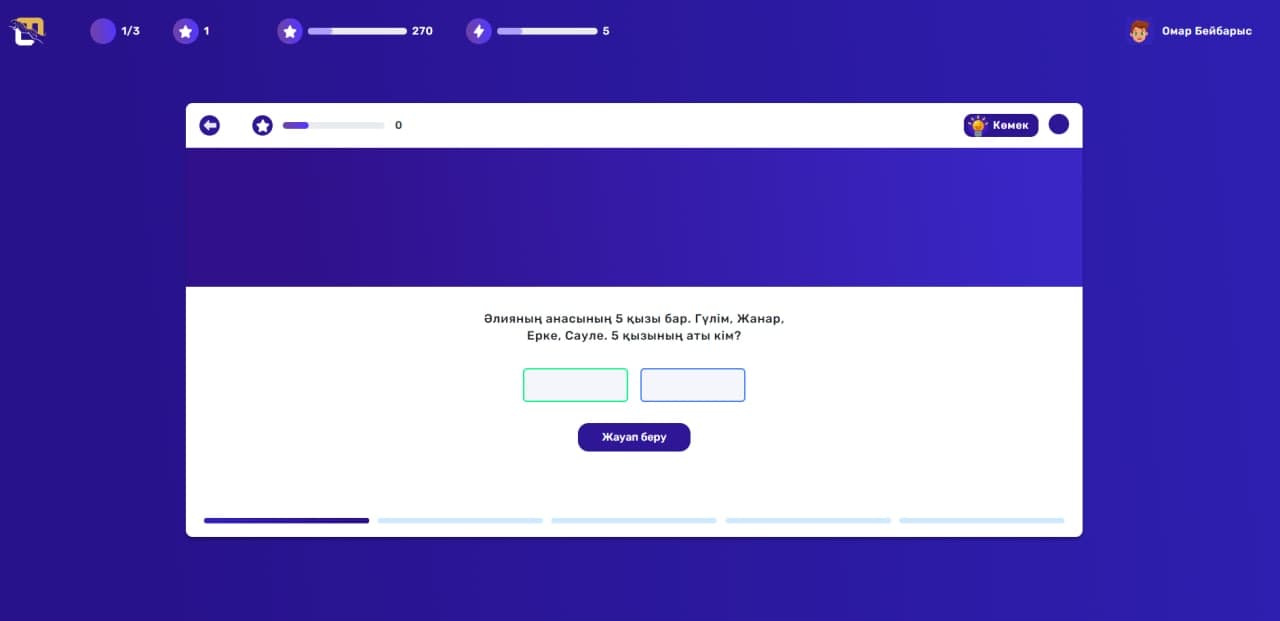 1/3
1
270
5
Омар Бейбарыс
0
Көмек
Әлияның анасының 5 қызы бар. Гүлім, Жанар,
Ерке, Сауле. 5 қызының аты кім?
Жауап беру